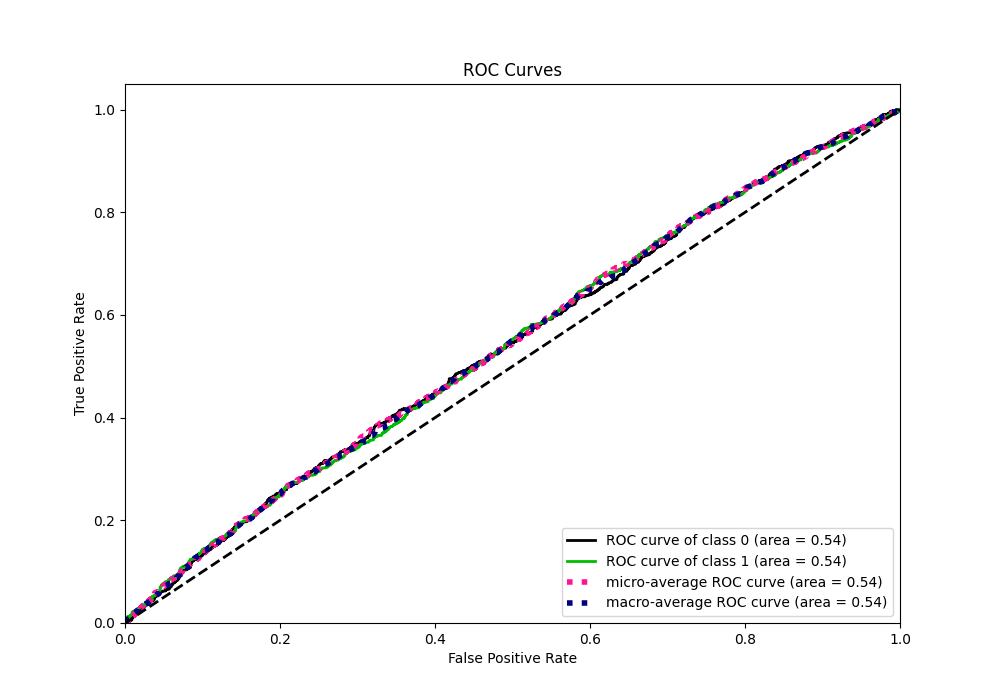 ROC Curves
True Positive Rate
1.0
0.8
0.6
0.4
0.2
0.0
0.0 0.2 0.4 0.6 0.8 1.0
False Positive Rate
ROC curve of class 0 (area = 0.54)
ROC curve of class 1 (area = 0.54)
micro-average ROC curve (area = 0.54)
macro-average ROC curve (area = 0.54)